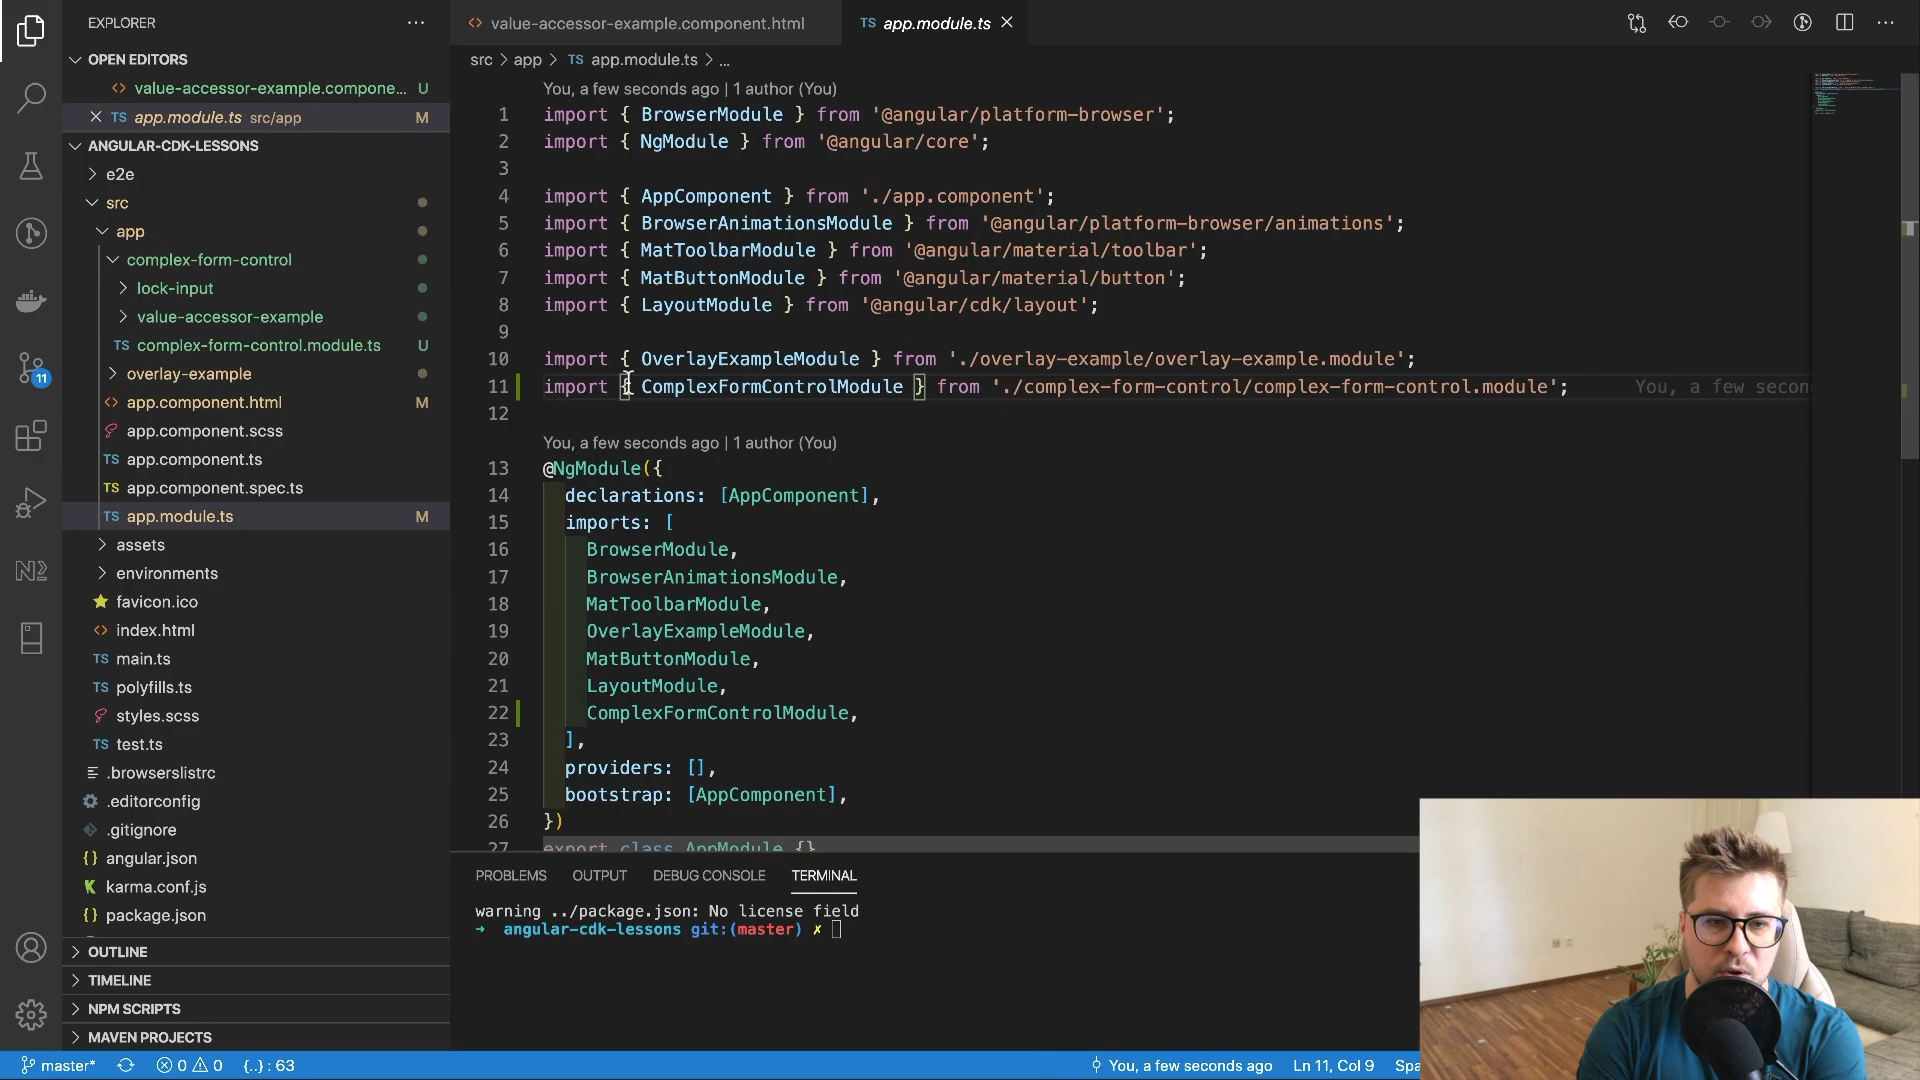 EXPLORER
OPEN EDITORS
<> value-accessor-example.compone... U
TS app.module.ts src/app M
ANGULAR-CDK-LESSONS
e2e
src
app
complex-form-control
lock-input
value-accessor-example
TS complex-form-control.module.ts U
overlay-example
<> app.component.html M
app.component.scss
TS app.component.ts
TS app.component.spec.ts
TS app.module.ts M
assets
environments
favicon.ico
<> index.html
TS main.ts
TS polyfills.ts
styles.scss
TS test.ts
.browserslistrc
.editorconfig
.gitignore
{} angular.json
K karma.conf.js
{} package.json
OUTLINE
TIMELINE
NPM SCRIPTS
MAVEN PROJECTS
11
<> value-accessor-example.component.html
TS app.module.ts
src > app > TS app.module.ts > ...
You, a few seconds ago | 1 author (You)
1 import { BrowserModule } from '@angular/platform-browser';
2 import { NgModule } from '@angular/core';
3
4 import { AppComponent } from './app.component';
5 import { BrowserAnimationsModule } from '@angular/platform-browser/animations';
6 import { MatToolbarModule } from '@angular/material/toolbar';
7 import { MatButtonModule } from '@angular/material/button';
8 import { LayoutModule } from '@angular/cdk/layout';
9
10 import { OverlayExampleModule } from './overlay-example/overlay-example.module';
11 import { ComplexFormControlModule } from './complex-form-control/complex-form-control.module'; You, a few secon
12
You, a few seconds ago | 1 author (You)
13 @NgModule({
14 declarations: [AppComponent],
15 imports: [
16 BrowserModule,
17 BrowserAnimationsModule,
18 MatToolbarModule,
19 OverlayExampleModule,
20 MatButtonModule,
21 LayoutModule,
22 ComplexFormControlModule,
23 ],
24 providers: [],
25 bootstrap: [AppComponent],
26 })
27 export class AppModule {}
PROBLEMS OUTPUT DEBUG CONSOLE TERMINAL
warning ../package.json: No license field
→ angular-cdk-lessons git:(master) ✗
master* 0 0 {..} : 63 You, a few seconds ago Ln 11, Col 9 Spa